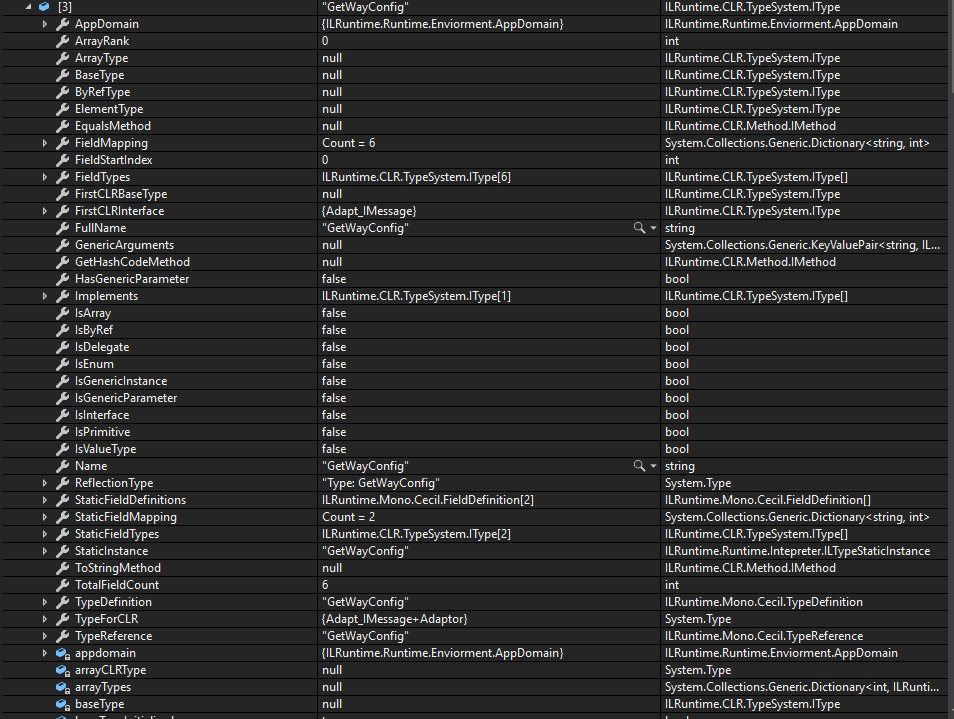 [3] "GetWayConfig" ILRuntime.CLR.TypeSystem.IType
AppDomain {ILRuntime.Runtime.Enviorment.AppDomain} ILRuntime.Runtime.Enviorment.AppDomain
ArrayRank 0 int
ArrayType null ILRuntime.CLR.TypeSystem.IType
BaseType null ILRuntime.CLR.TypeSystem.IType
ByRefType null ILRuntime.CLR.TypeSystem.IType
ElementType null ILRuntime.CLR.TypeSystem.IType
EqualsMethod null ILRuntime.CLR.Method.IMethod
FieldMapping Count = 6 System.Collections.Generic.Dictionary<string, int>
FieldStartIndex 0 int
FieldTypes ILRuntime.CLR.TypeSystem.IType[6] ILRuntime.CLR.TypeSystem.IType[]
FirstCLRBaseType null ILRuntime.CLR.TypeSystem.IType
FirstCLRInterface {Adapt_IMessage} ILRuntime.CLR.TypeSystem.IType
FullName "GetWayConfig" string
GenericArguments null System.Collections.Generic.KeyValuePair<string, IL...
GetHashCodeMethod null ILRuntime.CLR.Method.IMethod
HasGenericParameter false bool
Implements ILRuntime.CLR.TypeSystem.IType[1] ILRuntime.CLR.TypeSystem.IType[]
IsArray false bool
IsByRef false bool
IsDelegate false bool
IsEnum false bool
IsGenericInstance false bool
IsGenericParameter false bool
IsInterface false bool
IsPrimitive false bool
IsValueType false bool
Name "GetWayConfig" string
ReflectionType "Type: GetWayConfig" System.Type
StaticFieldDefinitions ILRuntime.Mono.Cecil.FieldDefinition[2] ILRuntime.Mono.Cecil.FieldDefinition[]
StaticFieldMapping Count = 2 System.Collections.Generic.Dictionary<string, int>
StaticFieldTypes ILRuntime.CLR.TypeSystem.IType[2] ILRuntime.CLR.TypeSystem.IType[]
StaticInstance "GetWayConfig" ILRuntime.Runtime.Intepreter.ILTypeStaticInstance
ToStringMethod null ILRuntime.CLR.Method.IMethod
TotalFieldCount 6 int
TypeDefinition "GetWayConfig" ILRuntime.Mono.Cecil.TypeDefinition
TypeForCLR {Adapt_IMessage+Adaptor} System.Type
TypeReference "GetWayConfig" ILRuntime.Mono.Cecil.TypeReference
appdomain {ILRuntime.Runtime.Enviorment.AppDomain} ILRuntime.Runtime.Enviorment.AppDomain
arrayCLRType null System.Type
arrayTypes null System.Collections.Generic.Dictionary<int, ILRunti...
baseType null ILRuntime.CLR.TypeSystem.IType